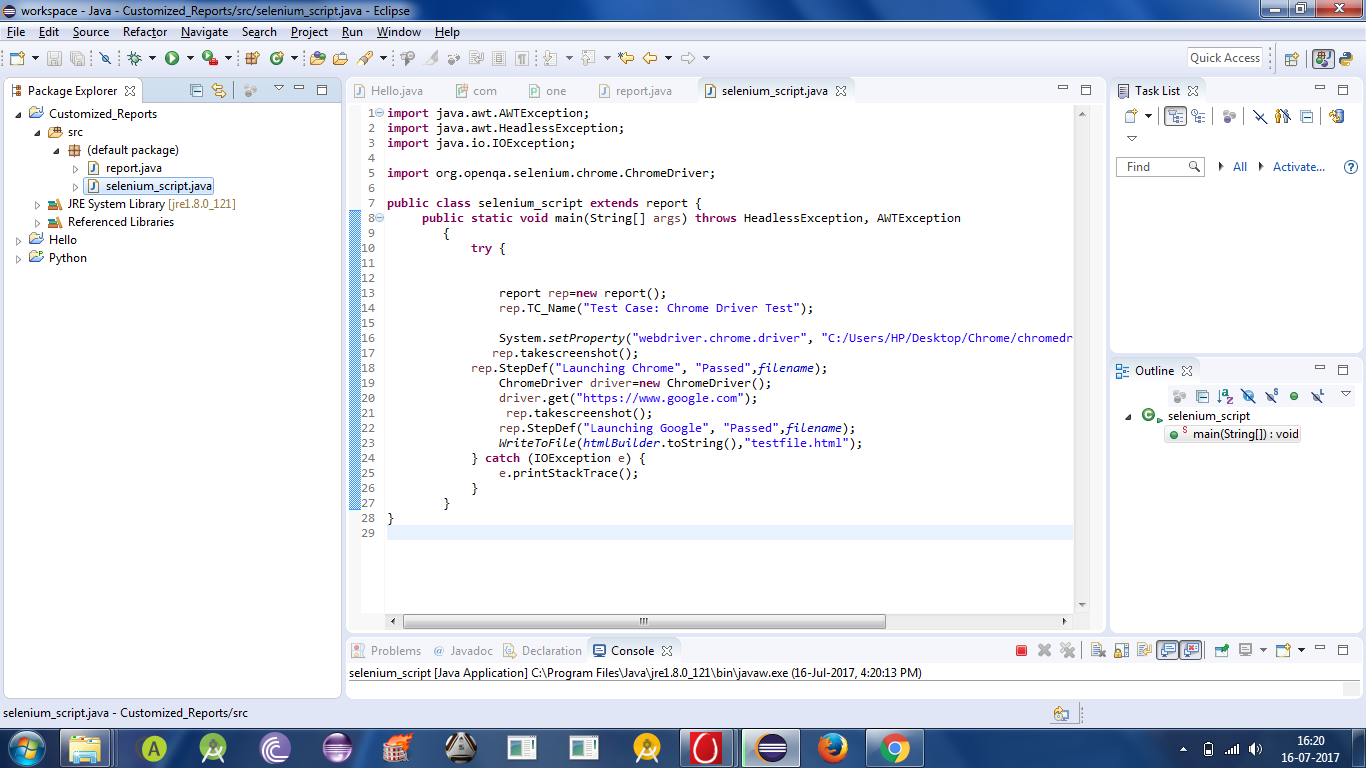 workspace - Java - Customized_Reports/src/selenium_script.java - Eclipse
File Edit Source Refactor Navigate Search Project Run Window Help
Quick Access
Package Explorer
Customized_Reports
src
(default package)
report.java
selenium_script.java
JRE System Library [jre1.8.0_121]
Referenced Libraries
Hello
Python
Hello.java com one report.java selenium_script.java
1 import java.awt.AWTException;
2 import java.awt.HeadlessException;
3 import java.io.IOException;
4
5 import org.openqa.selenium.chrome.ChromeDriver;
6
7 public class selenium_script extends report {
8 public static void main(String[] args) throws HeadlessException, AWTException
9 {
10 try {
11
12
13 report rep=new report();
14 rep.TC_Name("Test Case: Chrome Driver Test");
15
16 System.setProperty("webdriver.chrome.driver", "C:/Users/HP/Desktop/Chrome/chromedr
17 rep.takescreenshot();
18 rep.StepDef("Launching Chrome", "Passed",filename);
19 ChromeDriver driver=new ChromeDriver();
20 driver.get("https://www.google.com");
21 rep.takescreenshot();
22 rep.StepDef("Launching Google", "Passed",filename);
23 WriteToFile(htmlBuilder.toString(),"testfile.html");
24 } catch (IOException e) {
25 e.printStackTrace();
26 }
27 }
28 }
29
Task List
Find All Activate...
Outline
selenium_script
main(String[]) : void
Problems @ Javadoc Declaration Console
selenium_script [Java Application] C:\Program Files\Java\jre1.8.0_121\bin\javaw.exe (16-Jul-2017, 4:20:13 PM)
selenium_script.java - Customized_Reports/src
16:20
16-07-2017